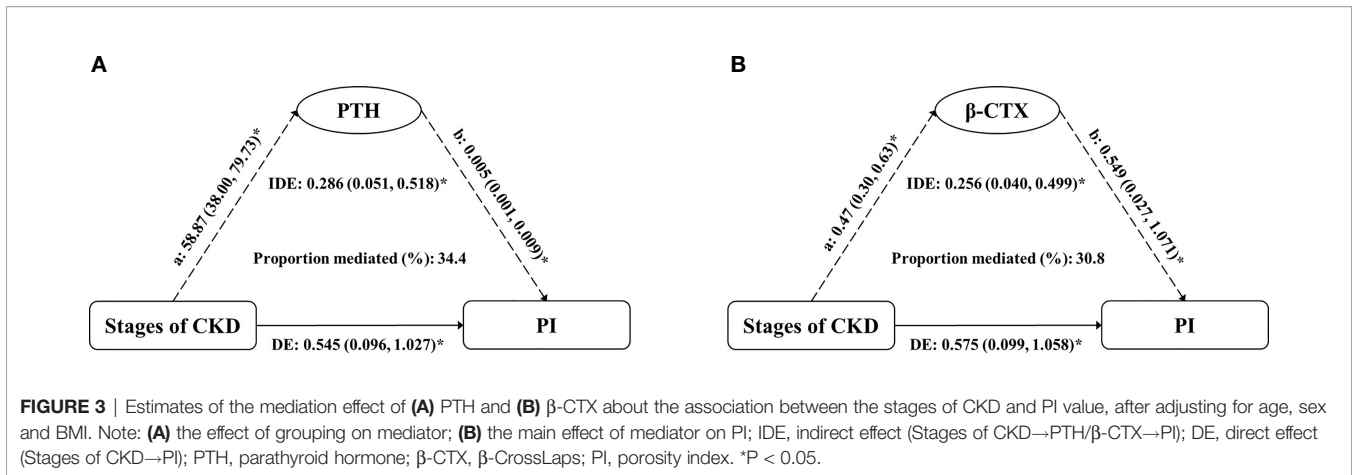 A
PTH
a: 58.87 (38.00, 79.73)*
b: 0.005 (0.001, 0.009)*
IDE: 0.286 (0.051, 0.518)*
Proportion mediated (%): 34.4
Stages of CKD
PI
DE: 0.545 (0.096, 1.027)*
B
β-CTX
a: 0.47 (0.30, 0.63)*
b: 0.549 (0.027, 1.071)*
IDE: 0.256 (0.040, 0.499)*
Proportion mediated (%): 30.8
Stages of CKD
PI
DE: 0.575 (0.099, 1.058)*
FIGURE 3 | Estimates of the mediation effect of (A) PTH and (B) β-CTX about the association between the stages of CKD and PI value, after adjusting for age, sex
and BMI. Note: (A) the effect of grouping on mediator; (B) the main effect of mediator on PI; IDE, indirect effect (Stages of CKD→PTH/β-CTX→PI); DE, direct effect
(Stages of CKD→PI); PTH, parathyroid hormone; β-CTX, β-CrossLaps; PI, porosity index. *P < 0.05.